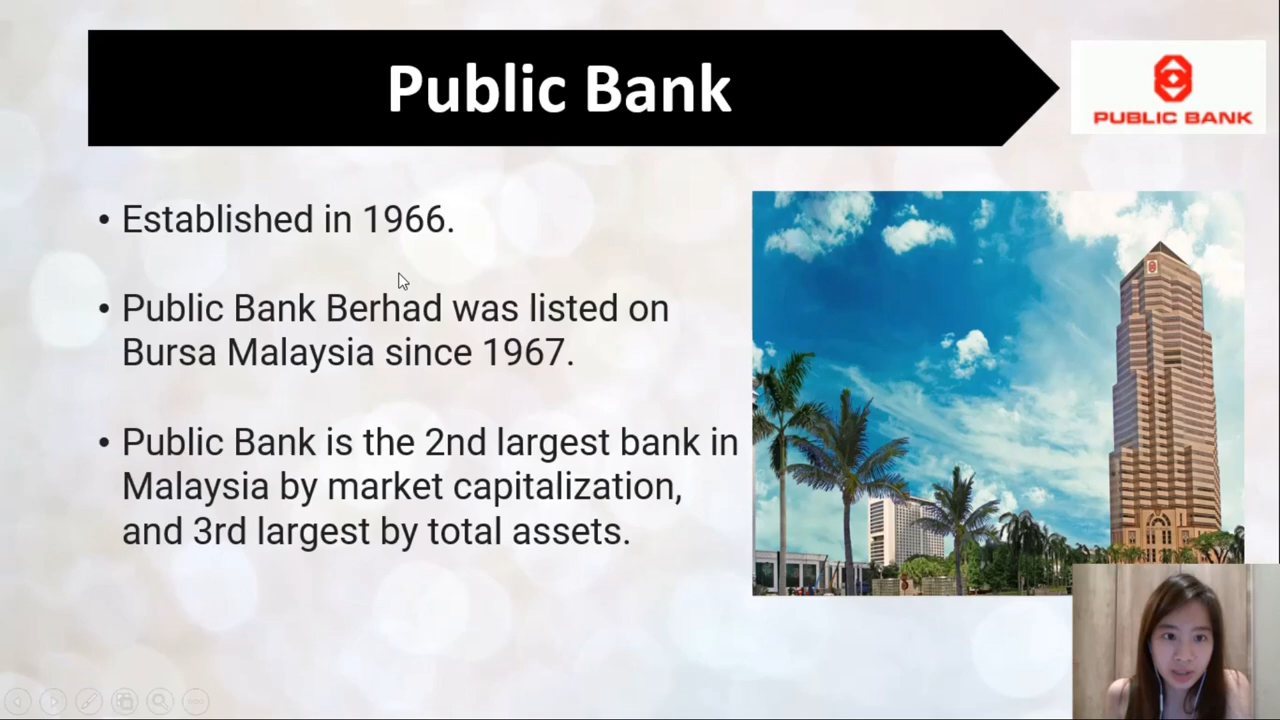 Public Bank
PUBLIC BANK
• Established in 1966.
• Public Bank Berhad was listed on
Bursa Malaysia since 1967.
• Public Bank is the 2nd largest bank in
Malaysia by market capitalization,
and 3rd largest by total assets.